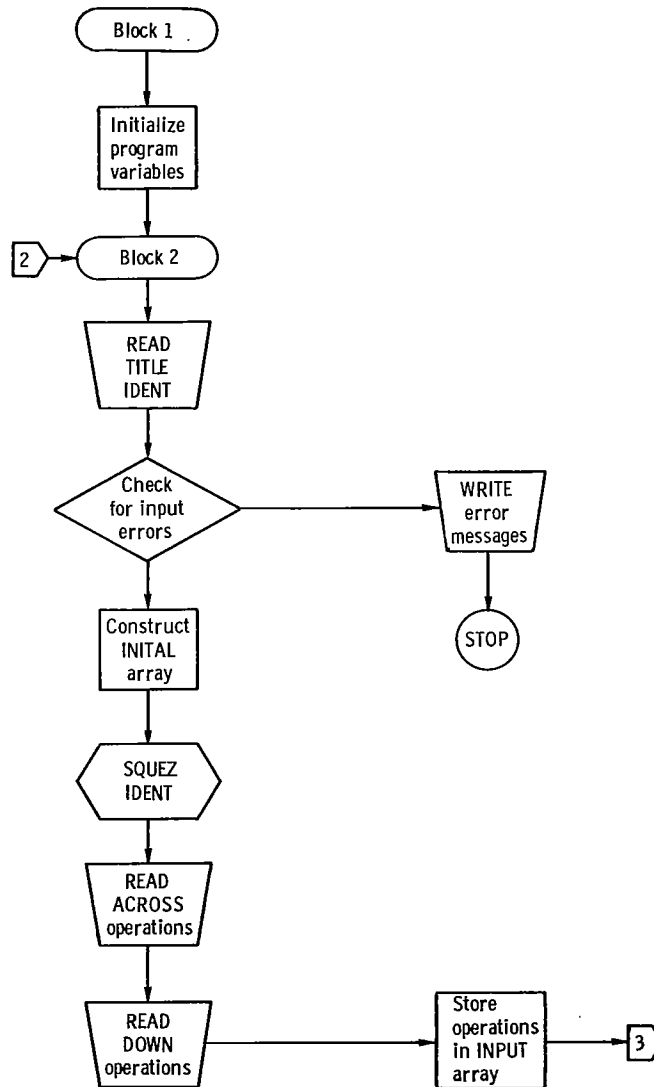 Block 1
Initialize
program
variables
2
Block 2
READ
TITLE
IDENT
Check
for input
errors
WRITE
error
messages
STOP
Construct
INITAL
array
SQUEZ
IDENT
READ
ACROSS
operations
READ
DOWN
operations
Store
operations
in INPUT
array
3